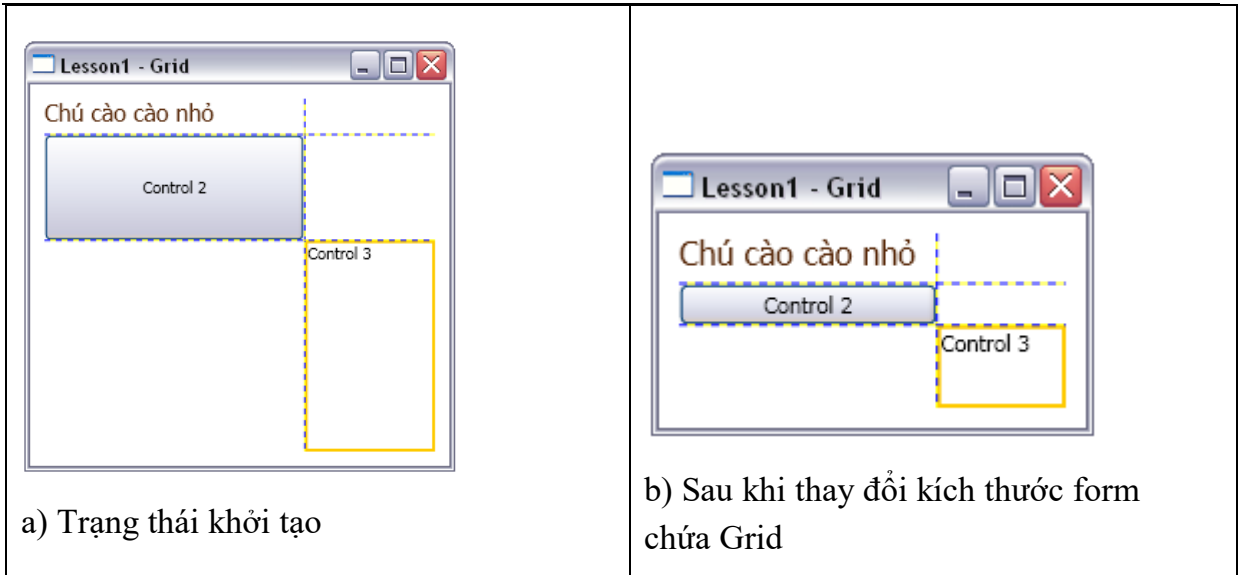 Lesson1 - Grid
Chú cào cào nhỏ
Control 2
Control 3
a) Trạng thái khởi tạo
Lesson1 - Grid
Chú cào cào nhỏ
Control 2
Control 3
b) Sau khi thay đổi kích thước form
chứa Grid